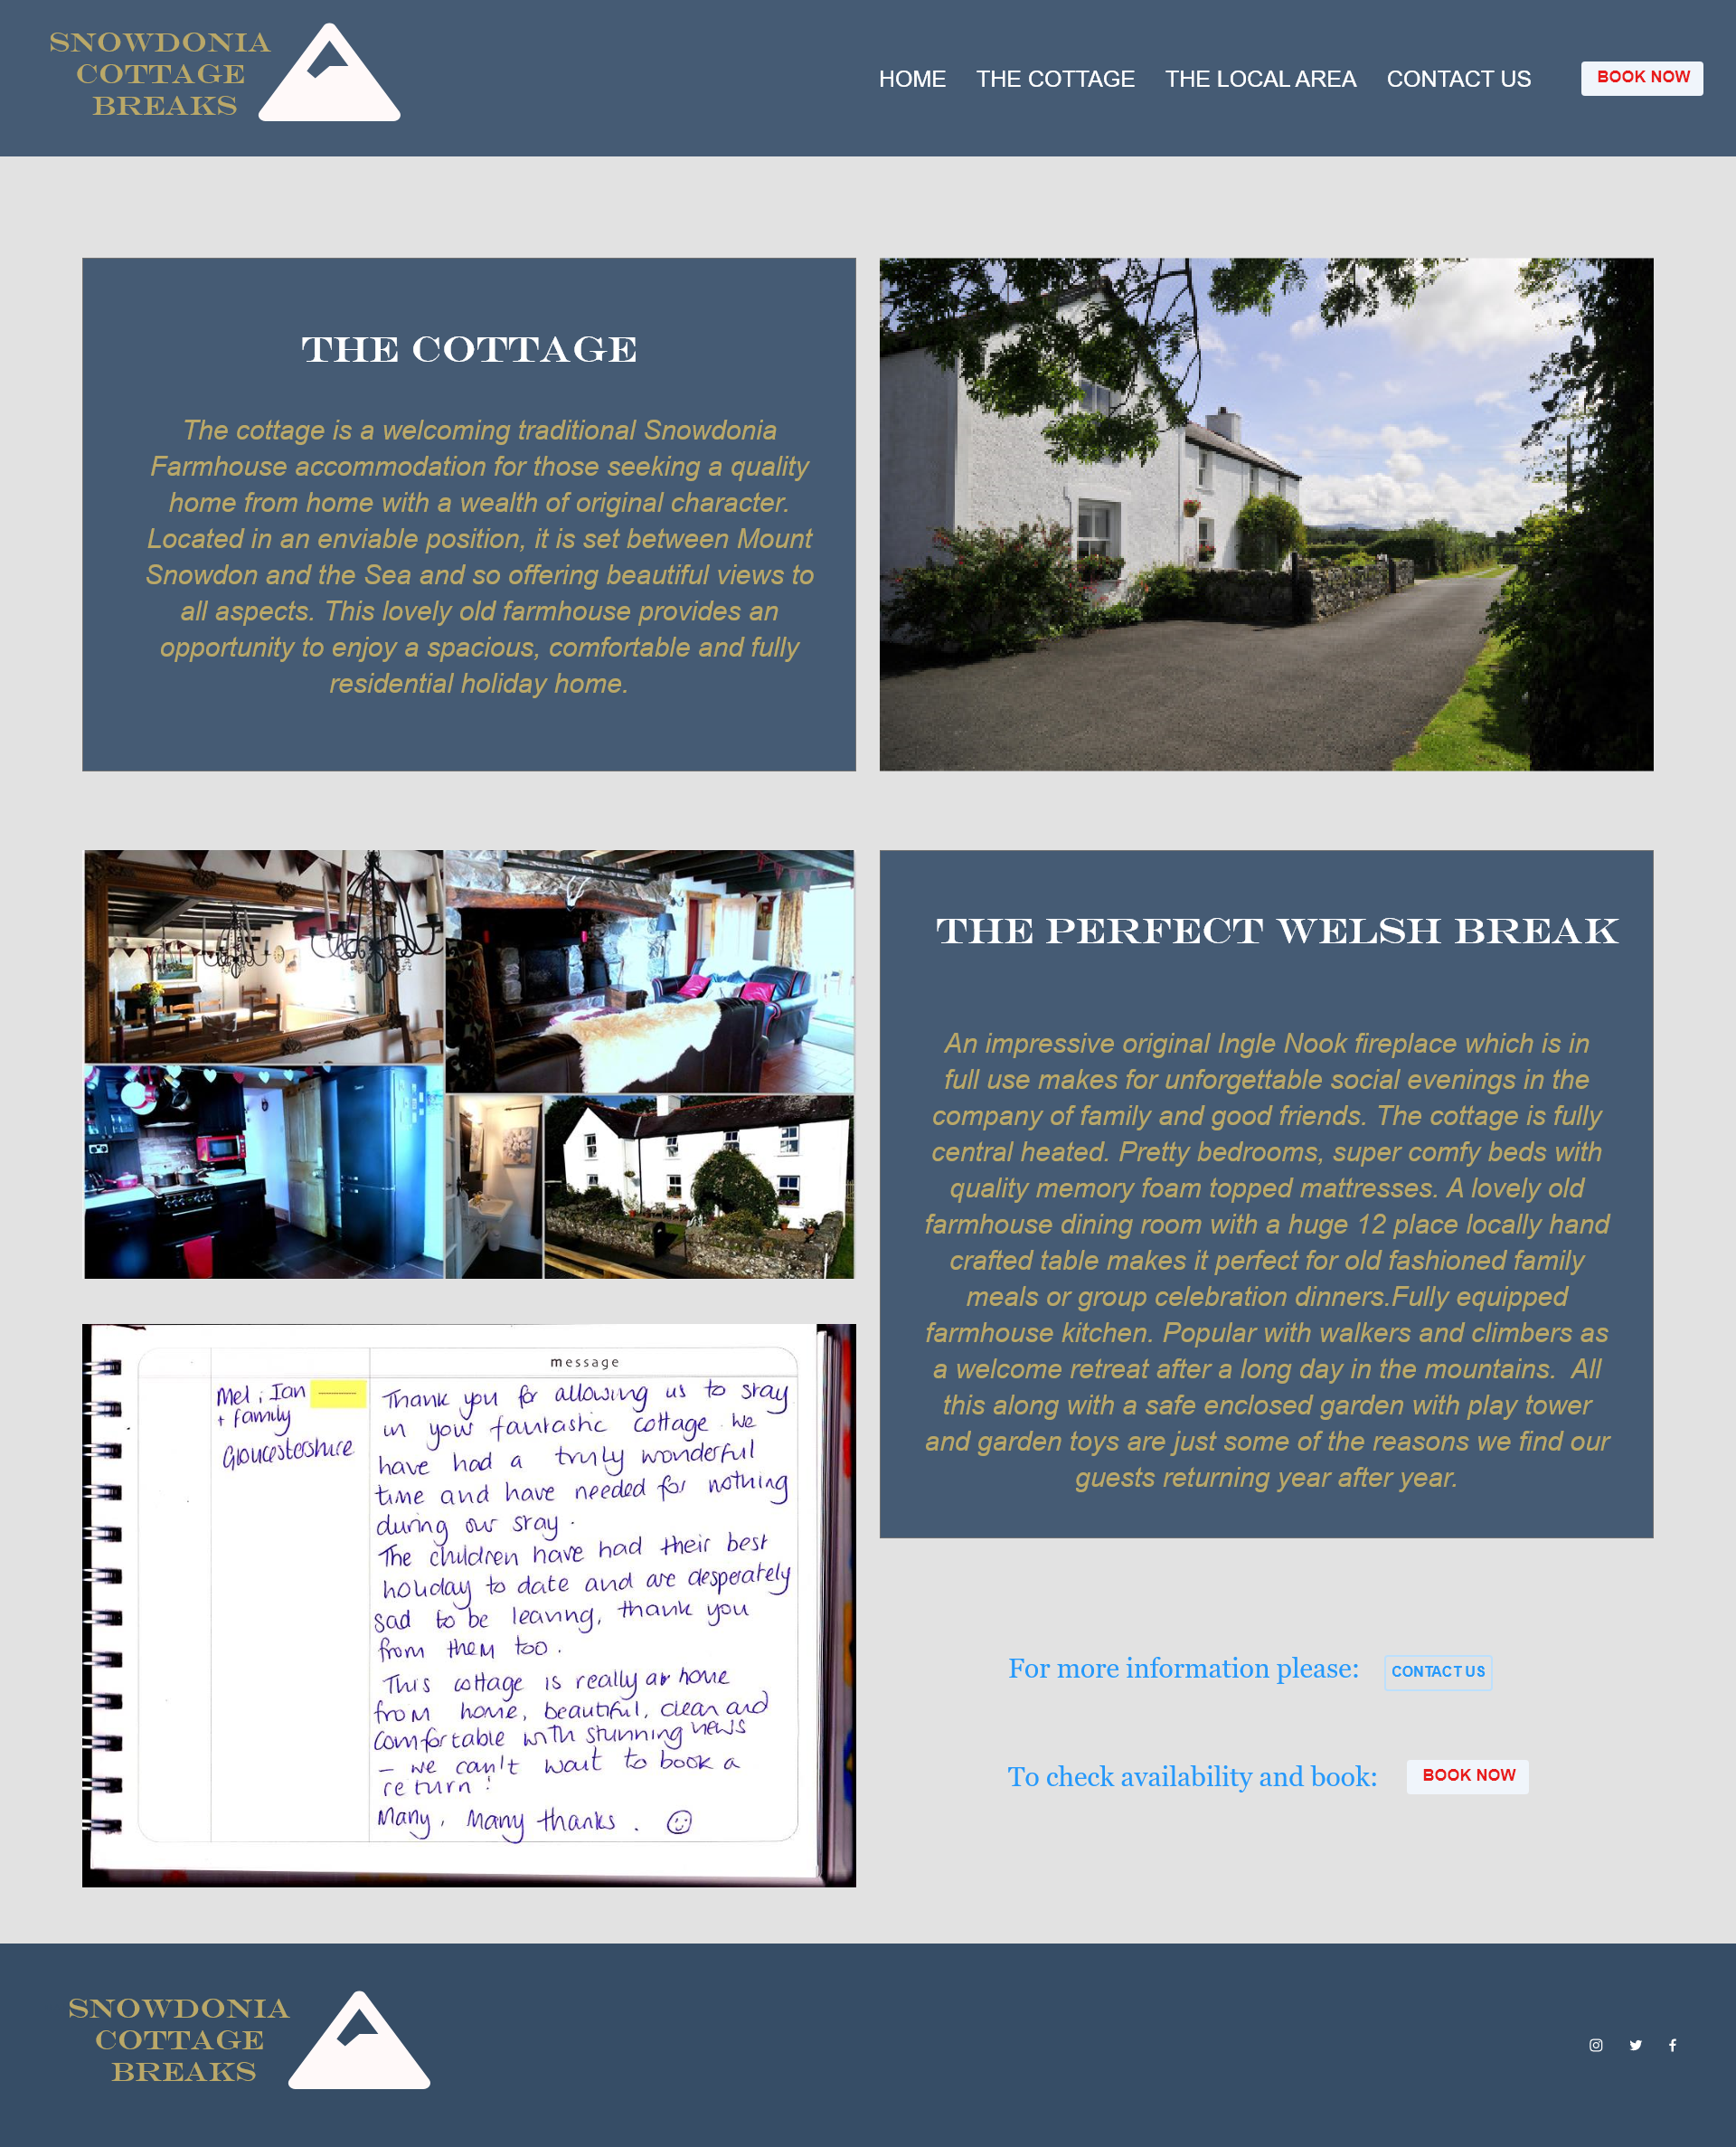 SNOWDONIA
COTTAGE
BREAKS
HOME THE COTTAGE THE LOCAL AREA CONTACT US BOOK NOW
THE COTTAGE
The cottage is a welcoming traditional Snowdonia
Farmhouse accommodation for those seeking a quality
home from home with a wealth of original character.
Located in an enviable position, it is set between Mount
Snowdon and the Sea and so offering beautiful views to
all aspects. This lovely old farmhouse provides an
opportunity to enjoy a spacious, comfortable and fully
residential holiday home.
THE PERFECT WELSH BREAK
An impressive original Ingle Nook fireplace which is in
full use makes for unforgettable social evenings in the
company of family and good friends. The cottage is fully
central heated. Pretty bedrooms, super comfy beds with
quality memory foam topped mattresses. A lovely old
farmhouse dining room with a huge 12 place locally hand
crafted table makes it perfect for old fashioned family
meals or group celebration dinners.Fully equipped
farmhouse kitchen. Popular with walkers and climbers as
a welcome retreat after a long day in the mountains.  All
this along with a safe enclosed garden with play tower
and garden toys are just some of the reasons we find our
guests returning year after year.
message
Mel, Ian
+ family
Gloucestershire
Thank you for allowing us to stay
in your fantastic cottage. We
have had a truly wonderful
time and have needed for nothing
during our stay.
The children have had their best
holiday to date and are desperately
sad to be leaving, thank you
from them too.
This cottage is really a home
from home, beautiful, clean and
comfortable with stunning views
– we can't wait to book a
return!
Many, Many thanks. ☺
For more information please: CONTACT US
To check availability and book: BOOK NOW
SNOWDONIA
COTTAGE
BREAKS